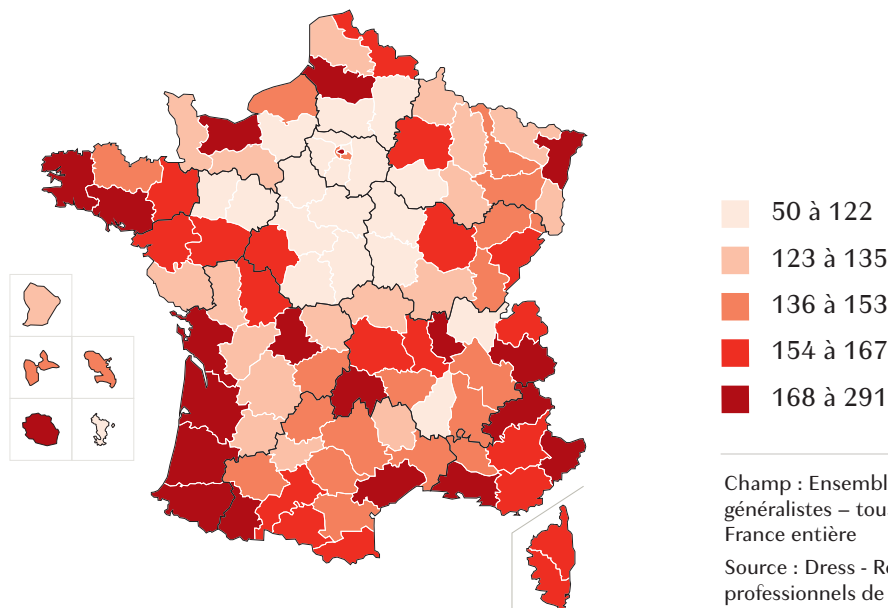 50 à 122
123 à 135
136 à 153
154 à 167
168 à 291
Champ : Ensembl
généralistes – tou
France entière
Source : Dress - R
professionnels de